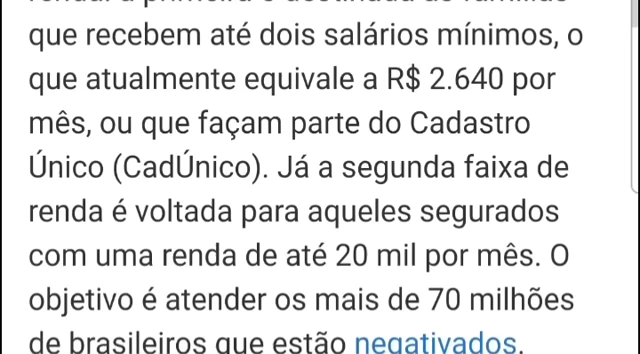 que recebem até dois salários mínimos, o
que atualmente equivale a R$ 2.640 por
mês, ou que façam parte do Cadastro
Único (CadÚnico). Já a segunda faixa de
renda é voltada para aqueles segurados
com uma renda de até 20 mil por mês. O
objetivo é atender os mais de 70 milhões
de brasileiros que estão negativados.